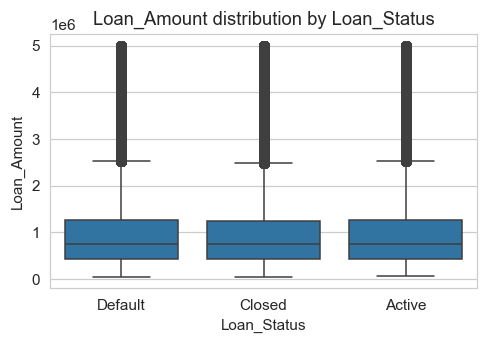 Loan_Amount distribution by Loan_Status
1e6
5
4
3
2
1
0
Loan_Amount
Default Closed Active
Loan_Status